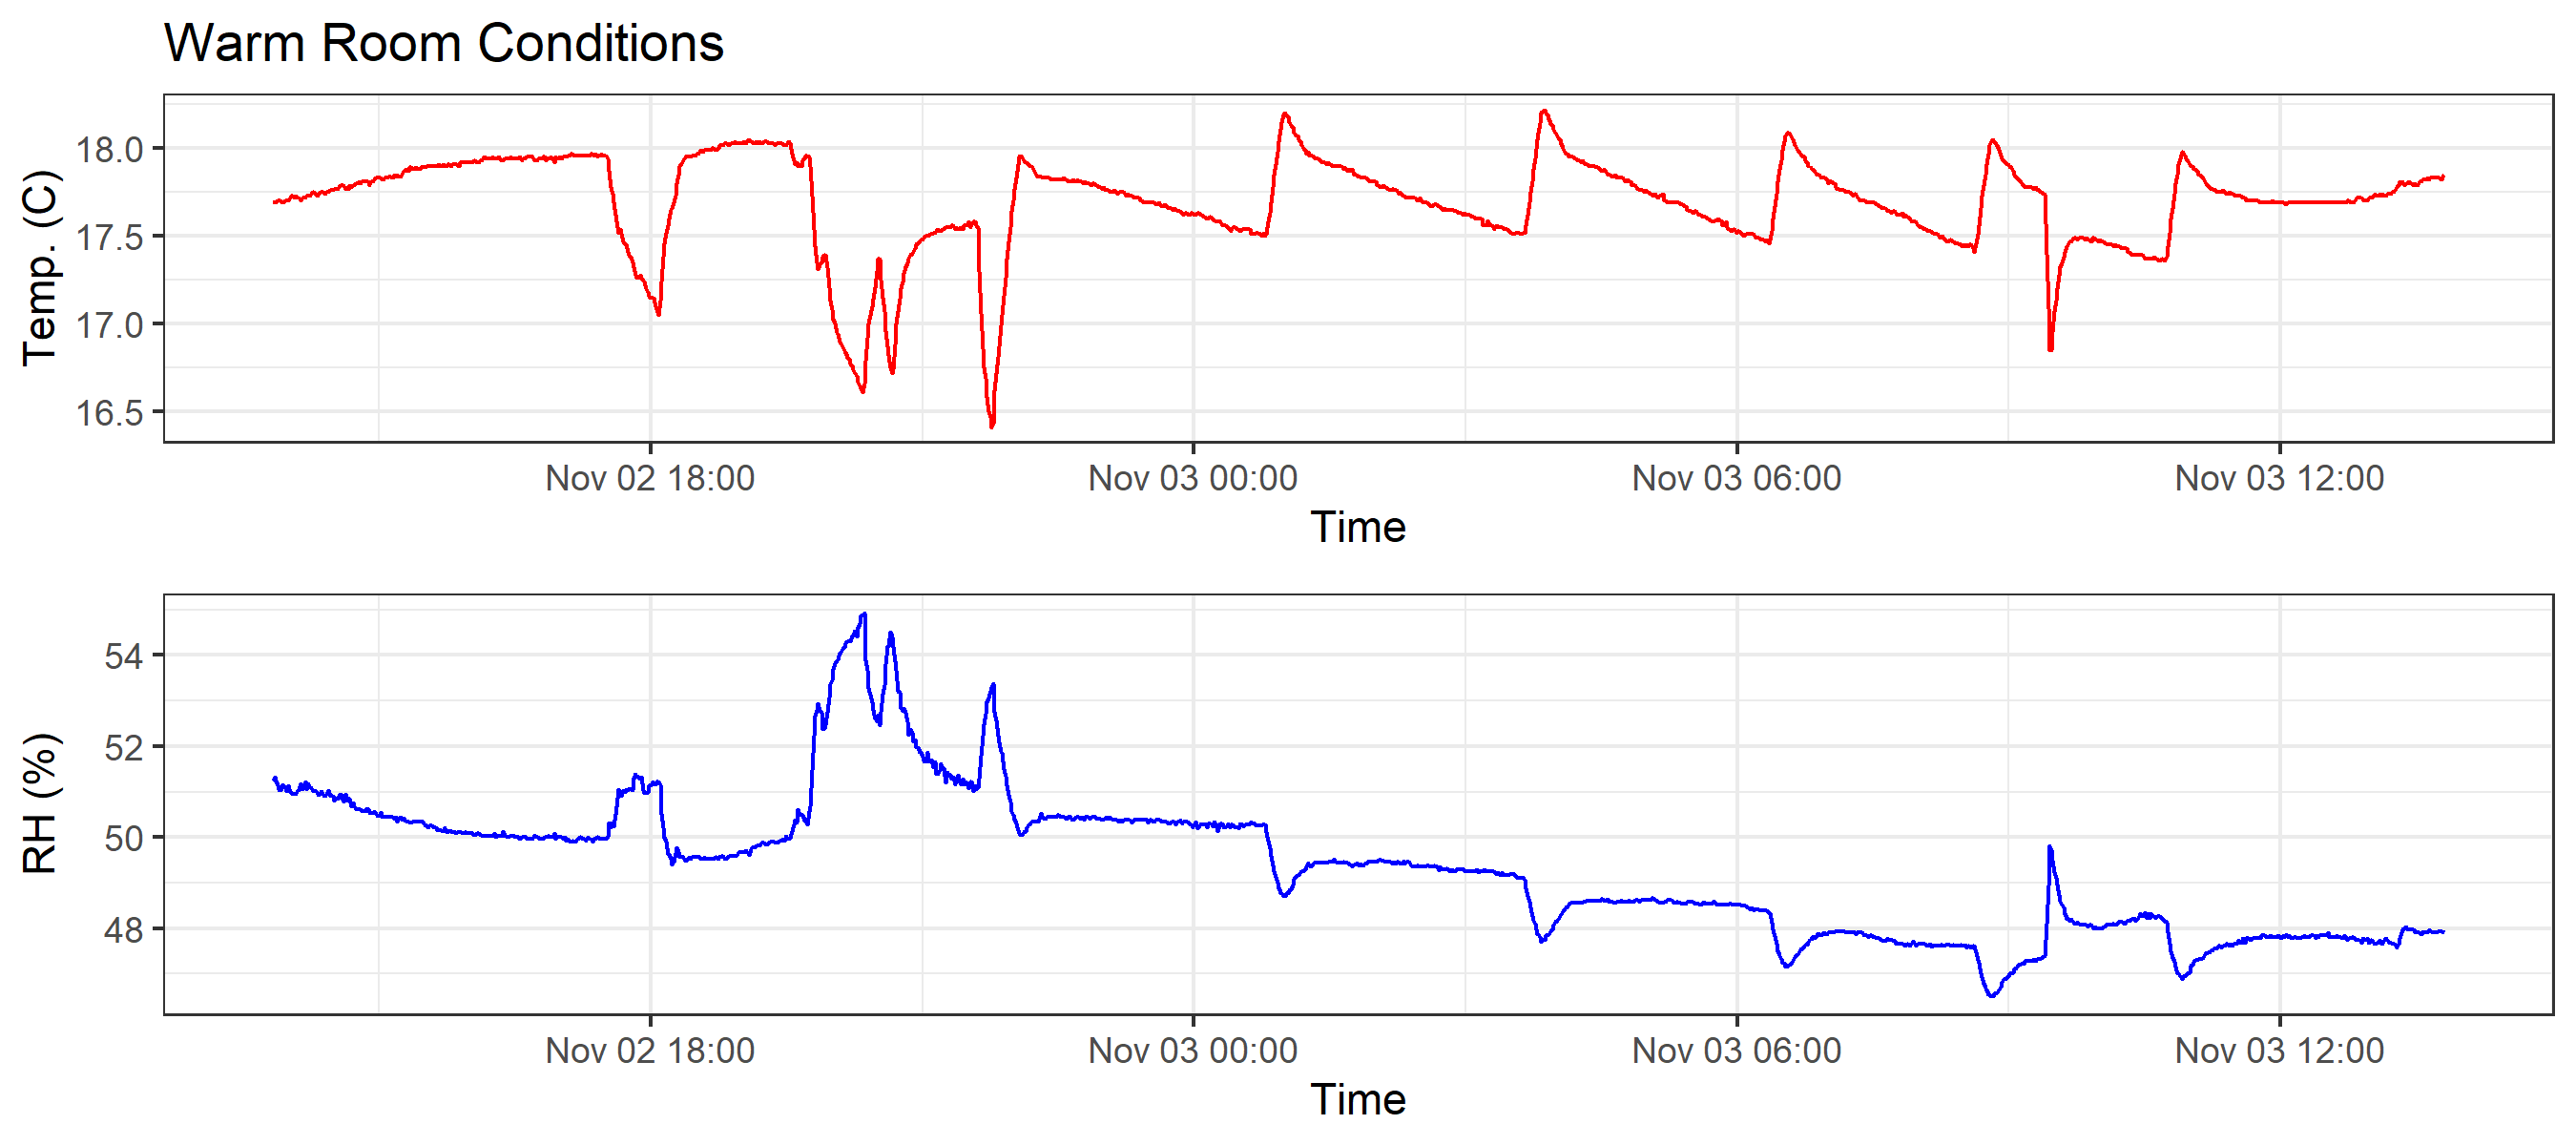 Warm Room Conditions
Temp. (C)
18.0
17.5
17.0
16.5
Nov 02 18:00 Nov 03 00:00 Nov 03 06:00 Nov 03 12:00
Time
RH (%)
54
52
50
48
Nov 02 18:00 Nov 03 00:00 Nov 03 06:00 Nov 03 12:00
Time